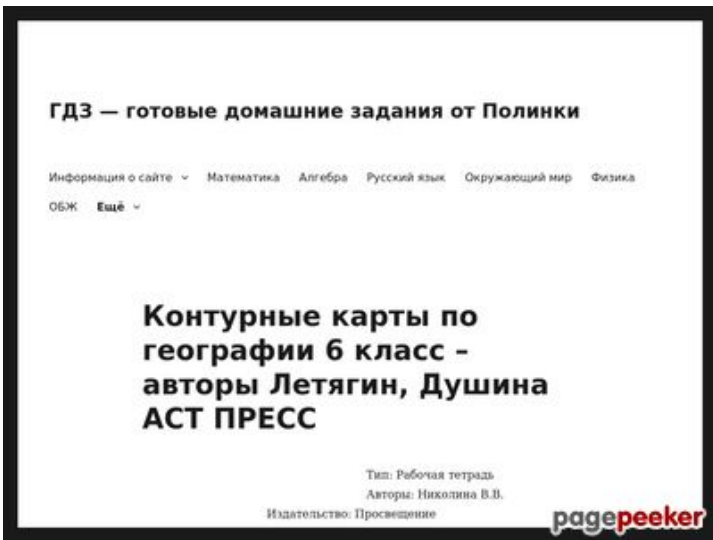 ГДЗ — готовые домашние задания от Полинки
Информация о сайте Математика Алгебра Русский язык Окружающий мир Физика
ОБЖ Ещё
Контурные карты по
географии 6 класс –
авторы Летягин, Душина
АСТ ПРЕСС
Тип: Рабочая тетрадь
Авторы: Николина В.В.
Издательство: Просвещение
pagepeeker